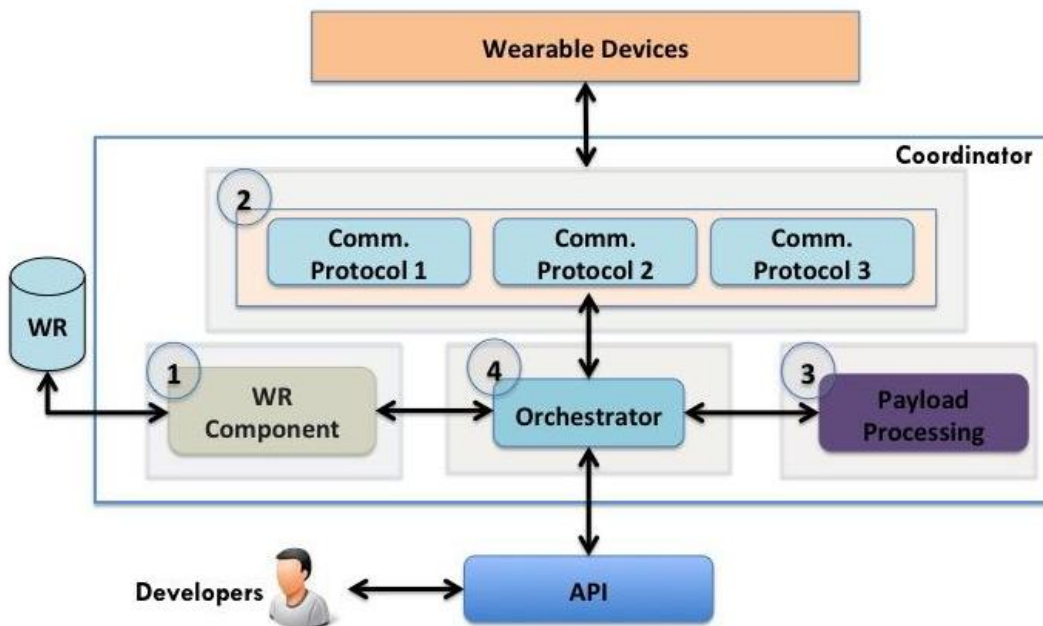 Wearable Devices
Coordinator
2
Comm.
Protocol 1
Comm.
Protocol 2
Comm.
Protocol 3
WR
1
WR
Component
4
Orchestrator
3
Payload
Processing
Developers
API